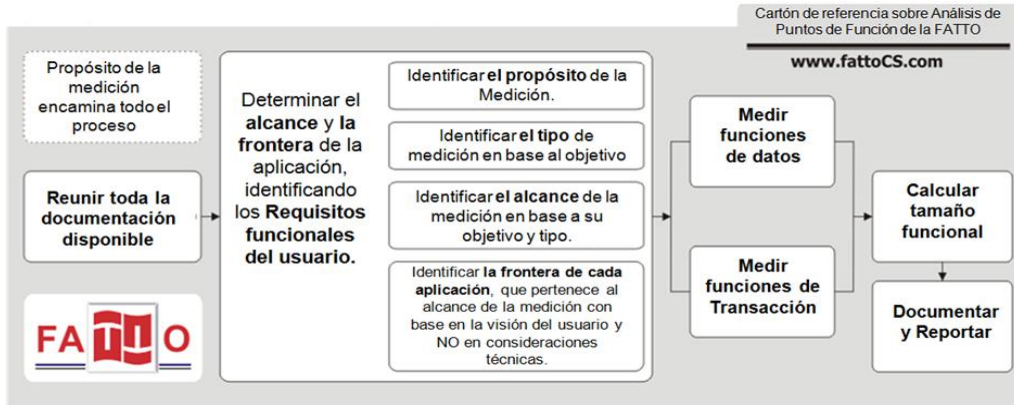 Cartón de referencia sobre Análisis de
Puntos de Función de la FATTO
www.fattoCS.com
Propósito de la
medición
encamina todo el
proceso
Reunir toda la
documentación
disponible
FATTO
Determinar el
alcance y la
frontera de la
aplicación,
identificando
los Requisitos
funcionales
del usuario.
Identificar el propósito de la
Medición.
Identificar el tipo de
medición en base al objetivo
Identificar el alcance de la
medición en base a su
objetivo y tipo.
Identificar la frontera de cada
aplicación, que pertenece al
alcance de la medición con
base en la visión del usuario y
NO en consideraciones
técnicas.
Medir
funciones
de datos
Medir
funciones de
Transacción
Calcular
tamaño
funcional
Documentar
y Reportar